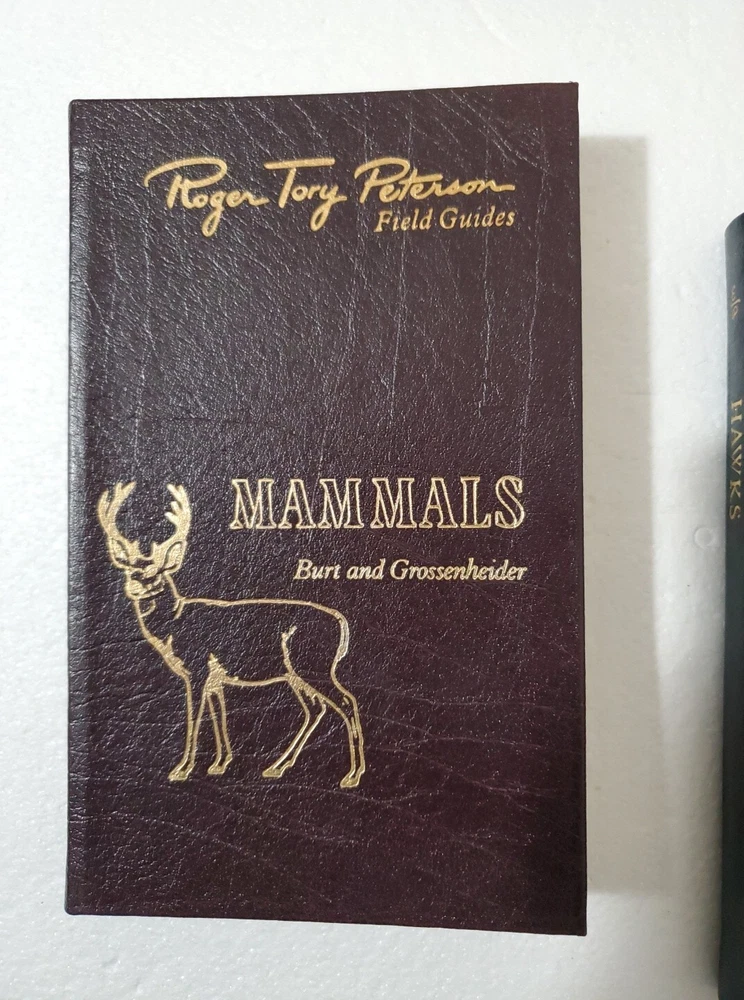 Roger Tory Peterson
Field Guides
MAMMALS
Burt and Grossenheider
HAWKS